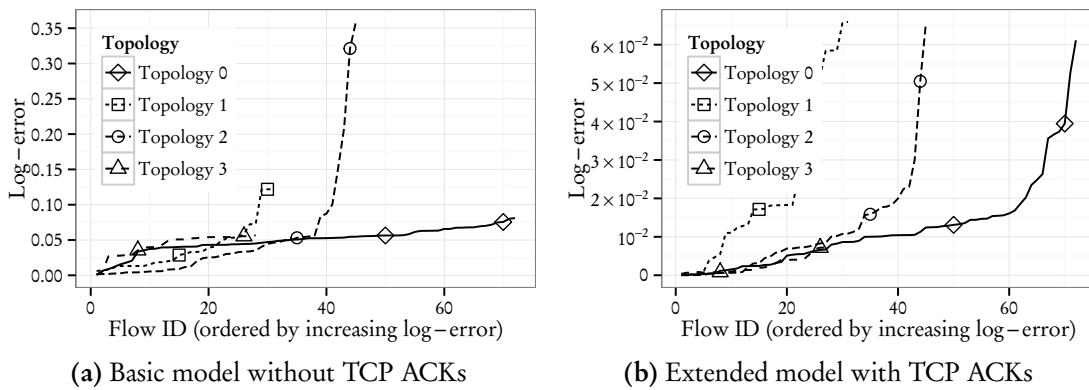 0.35
0.30
0.25
0.20
0.15
0.10
0.05
0.00
Log−error
Topology
Topology 0
Topology 1
Topology 2
Topology 3
0 20 40 60
Flow ID (ordered by increasing log−error)
(a) Basic model without TCP ACKs
6×10⁻²
5×10⁻²
4×10⁻²
3×10⁻²
2×10⁻²
10⁻²
0
Log−error
Topology
Topology 0
Topology 1
Topology 2
Topology 3
0 20 40 60
Flow ID (ordered by increasing log−error)
(b) Extended model with TCP ACKs